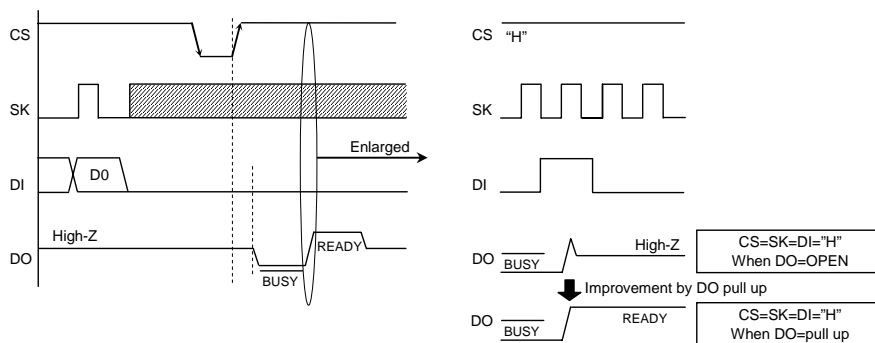 CS
SK
DI
D0
DO
High-Z
BUSY
READY
Enlarged
CS
“H”
SK
DI
DO
BUSY
High-Z
CS=SK=DI=”H”
When DO=OPEN
Improvement by DO pull up
DO
BUSY
READY
CS=SK=DI=”H”
When DO=pull up